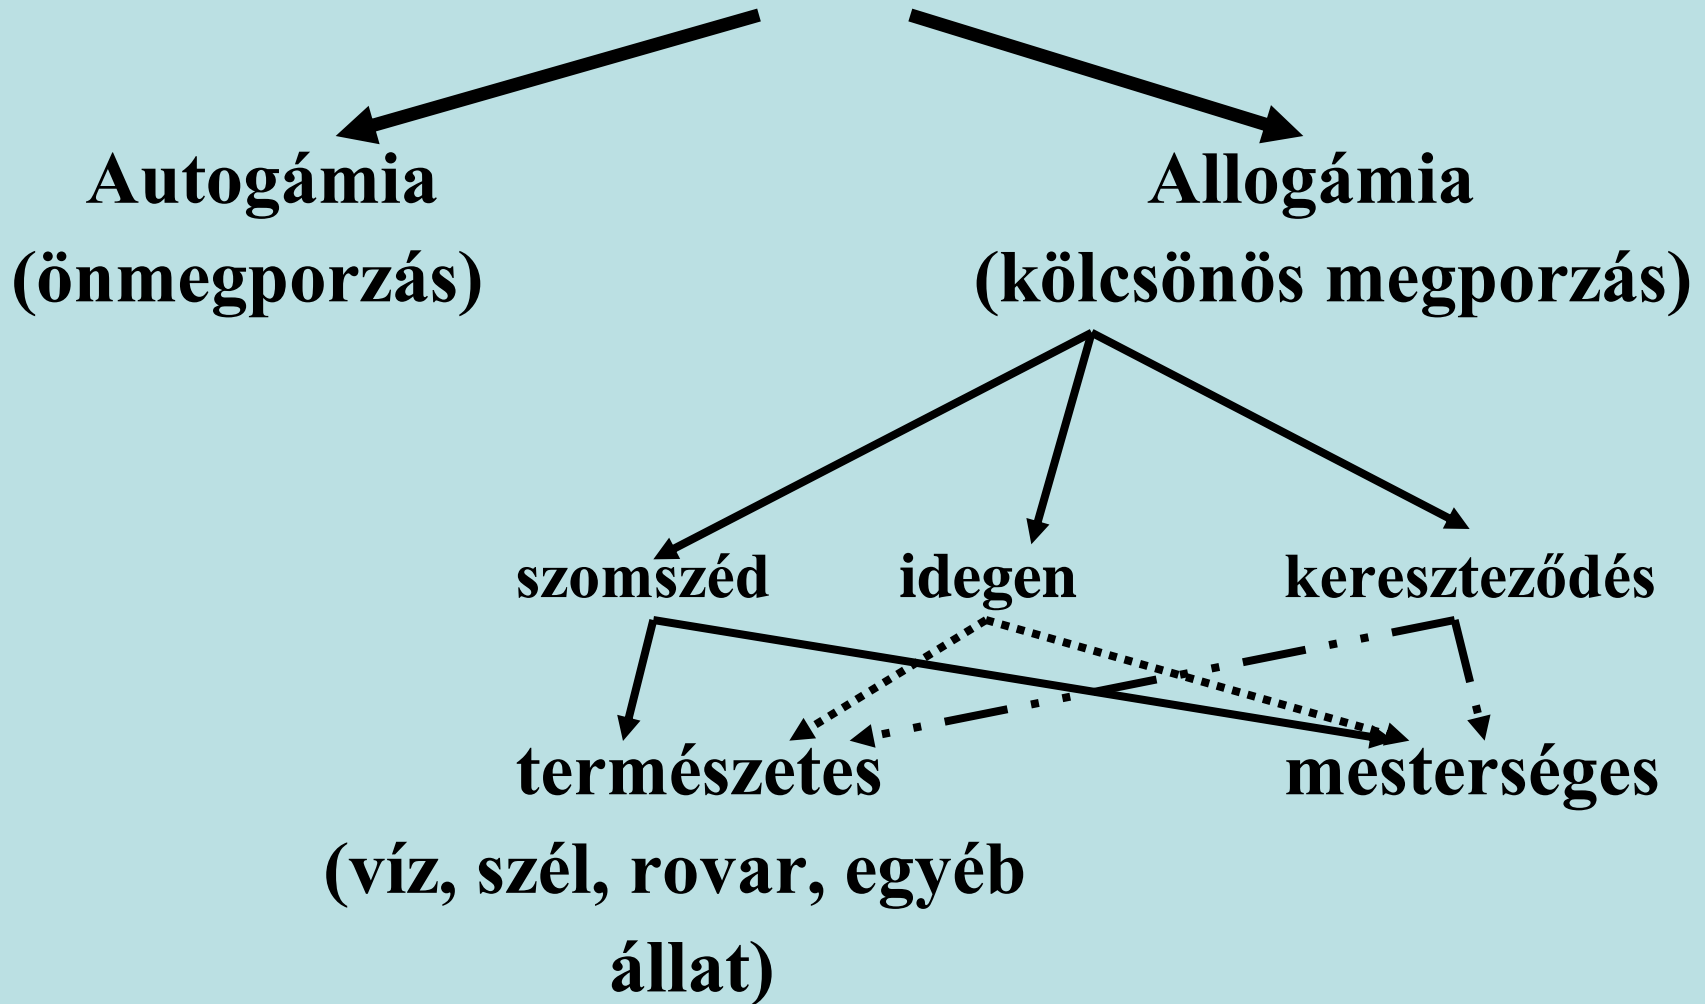 Autogámia
Allogámia
(önmegporzás)
(kölcsönös megporzás)
szomszéd
idegen
kereszteződés
természetes
mesterséges
(víz, szél, rovar, egyéb
állat)